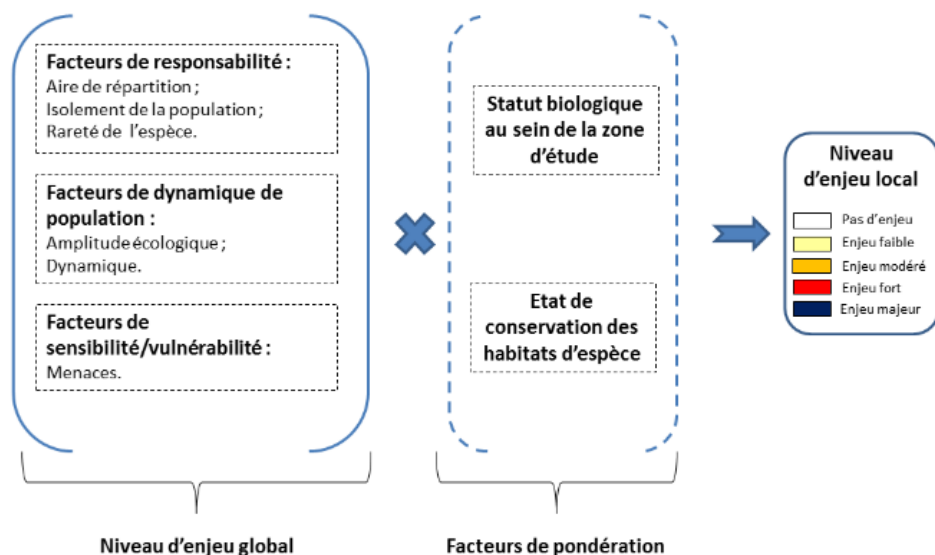 Facteurs de responsabilité :
Aire de répartition ;
Isolement de la population ;
Rareté de l'espèce.
Facteurs de dynamique de
population :
Amplitude écologique ;
Dynamique.
Facteurs de
sensibilité/vulnérabilité :
Menaces.
Niveau d'enjeu global
Statut biologique
au sein de la zone
d'étude
Etat de
conservation des
habitats d'espèce
Facteurs de pondération
Niveau
d'enjeu local
Pas d'enjeu
Enjeu faible
Enjeu modéré
Enjeu fort
Enjeu majeur